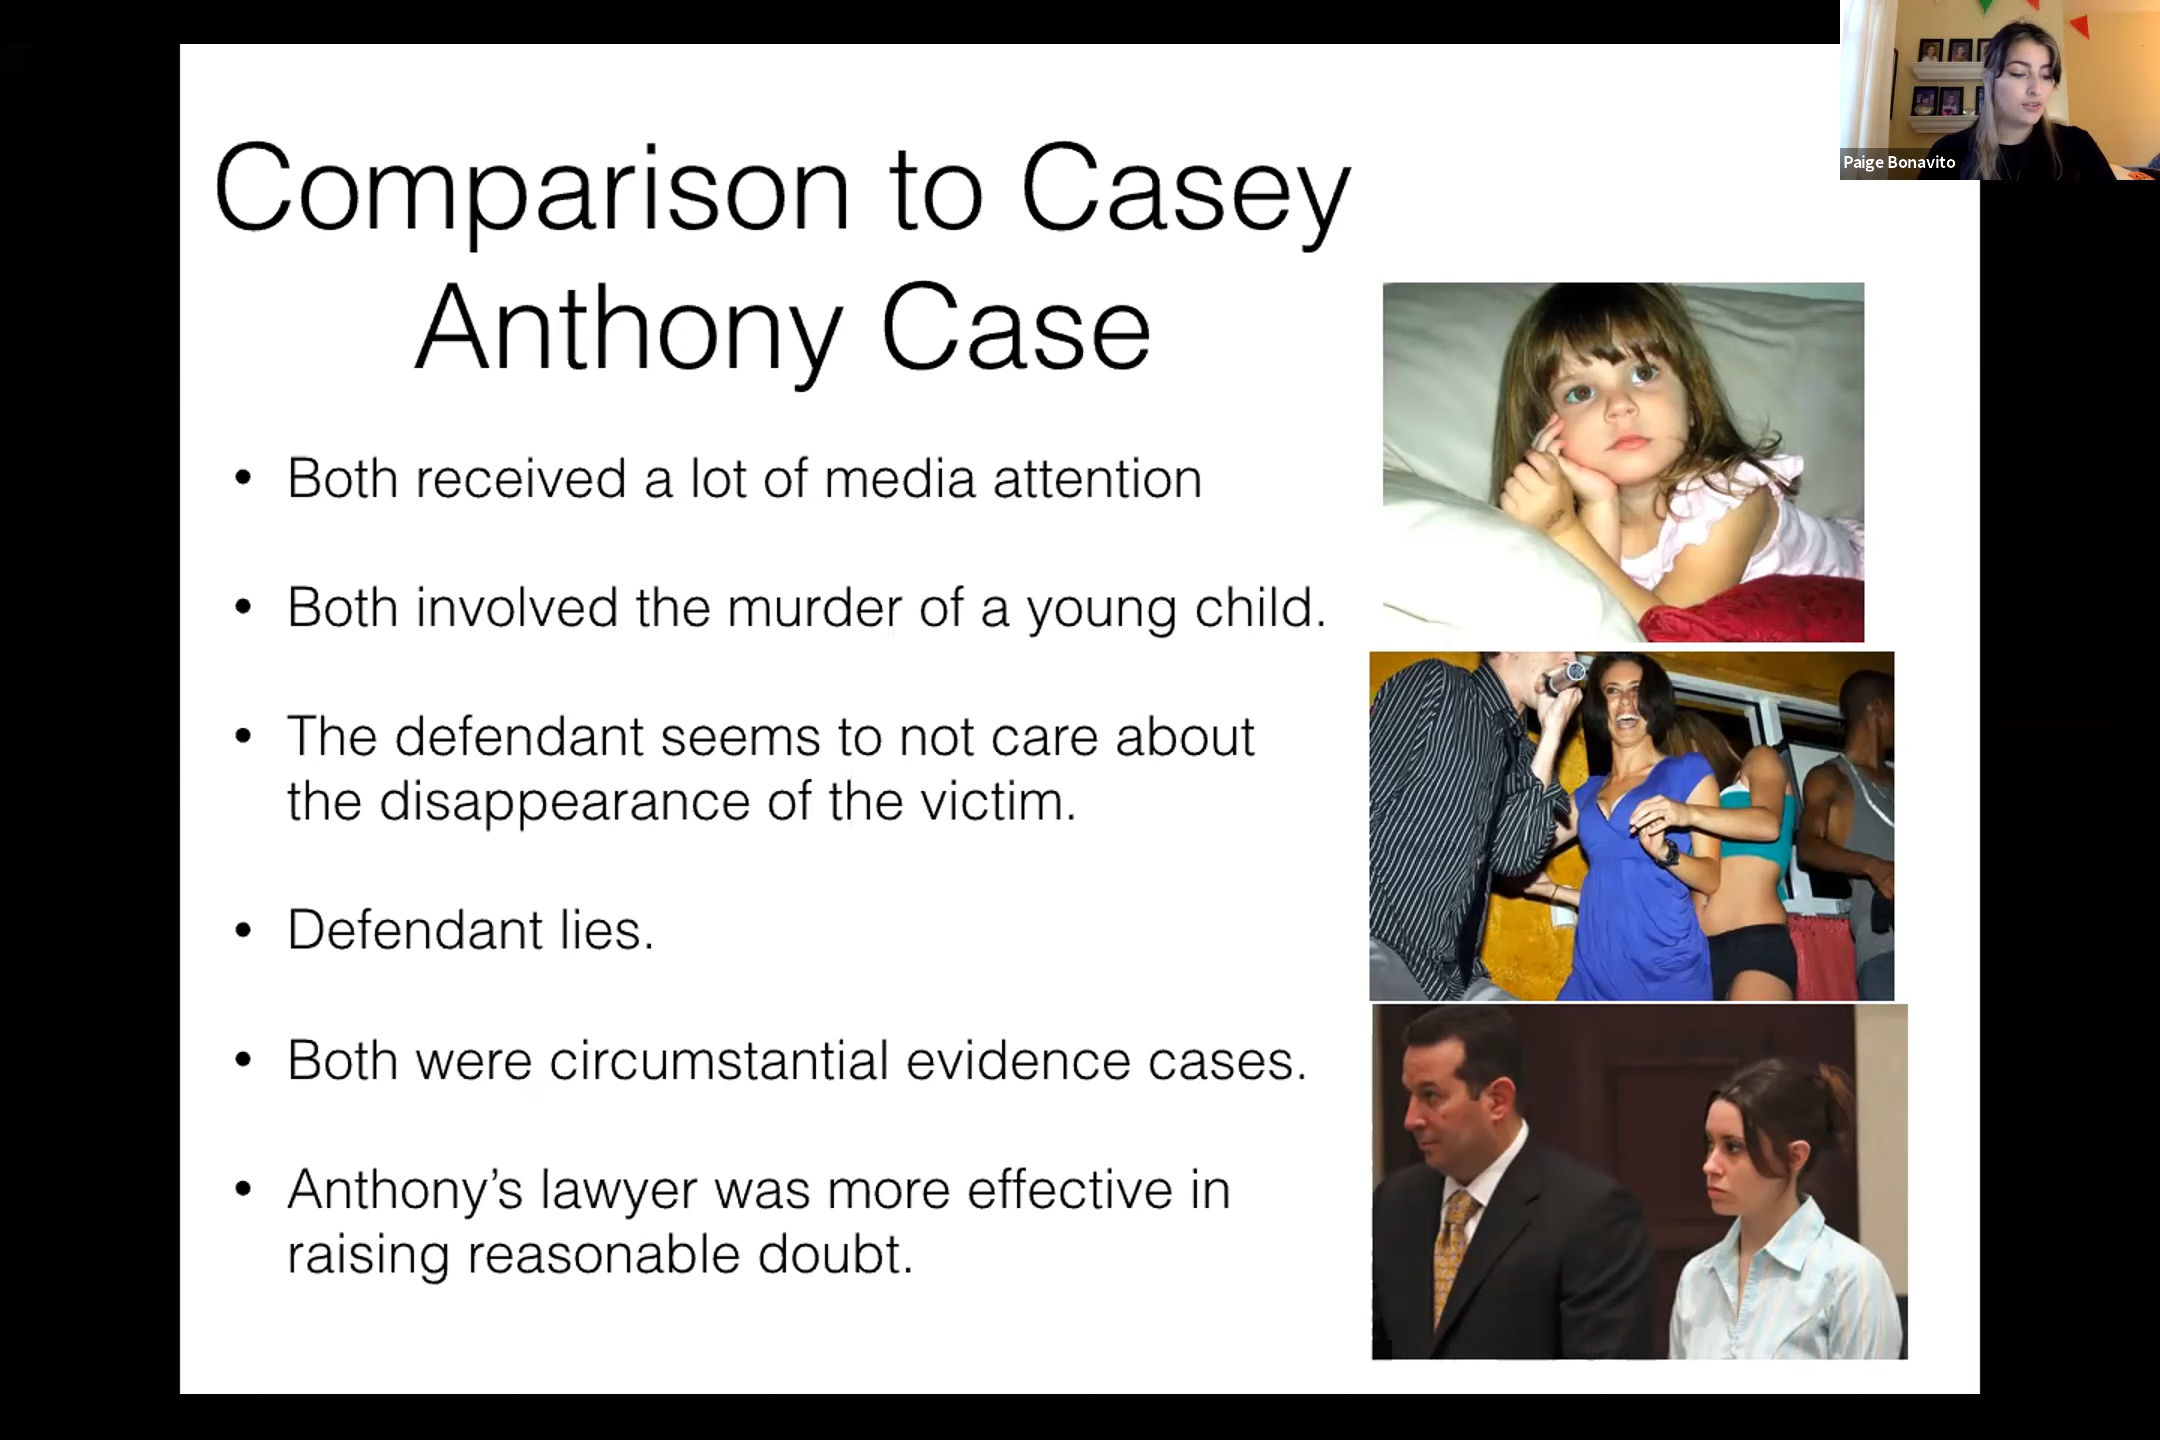 Comparison to Casey
Anthony Case
• Both received a lot of media attention
• Both involved the murder of a young child.
• The defendant seems to not care about
the disappearance of the victim.
• Defendant lies.
• Both were circumstantial evidence cases.
• Anthony’s lawyer was more effective in
raising reasonable doubt.
Paige Bonavito